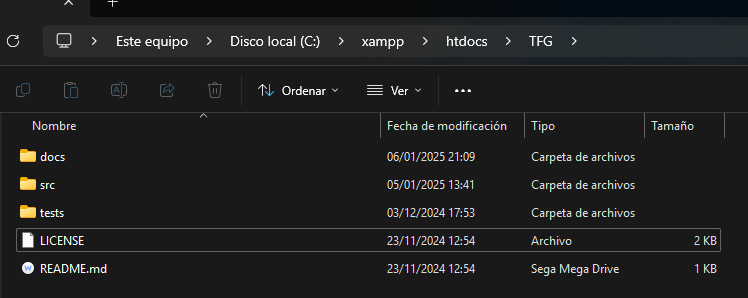 Este equipo > Disco local (C:) > xampp > htdocs > TFG >
Ordenar Ver ...
Nombre Fecha de modificación Tipo Tamaño
docs 06/01/2025 21:09 Carpeta de archivos
src 05/01/2025 13:41 Carpeta de archivos
tests 03/12/2024 17:53 Carpeta de archivos
LICENSE 23/11/2024 12:54 Archivo 2 KB
README.md 23/11/2024 12:54 Sega Mega Drive 1 KB